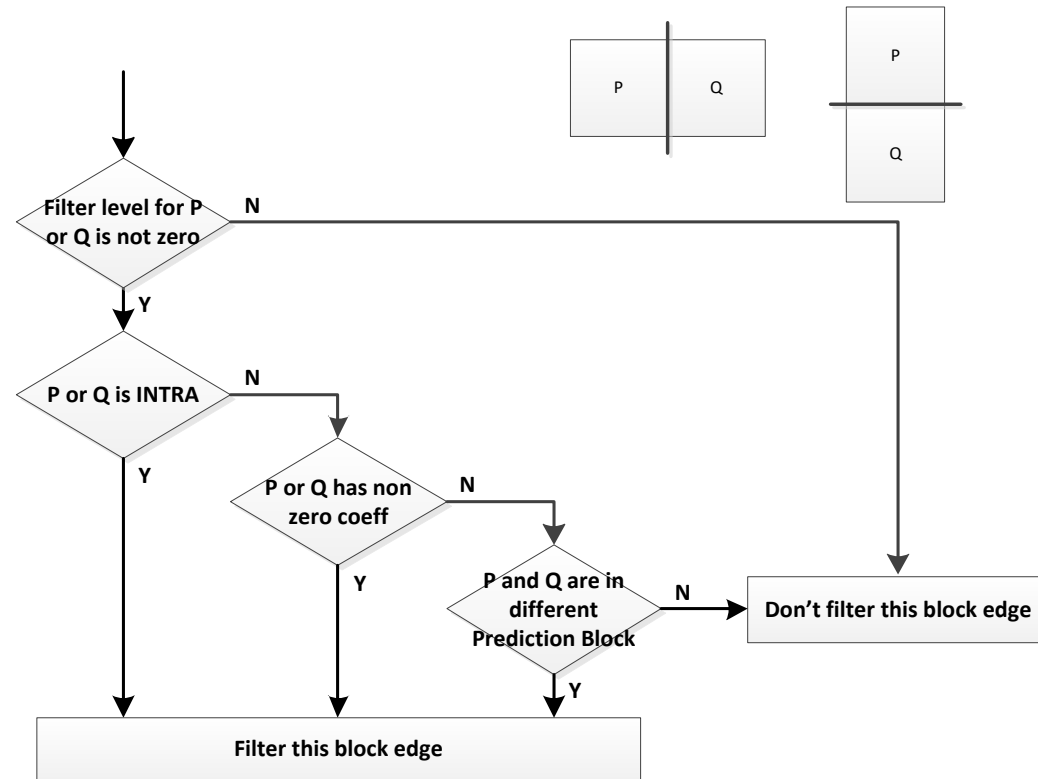 P
P
Q
Q
Filter level for P
or Q is not zero
N
Y
P or Q is INTRA
N
Y
P or Q has non
zero coeff
N
Y
P and Q are in
different
Prediction Block
N
Don’t filter this block edge
Y
Filter this block edge